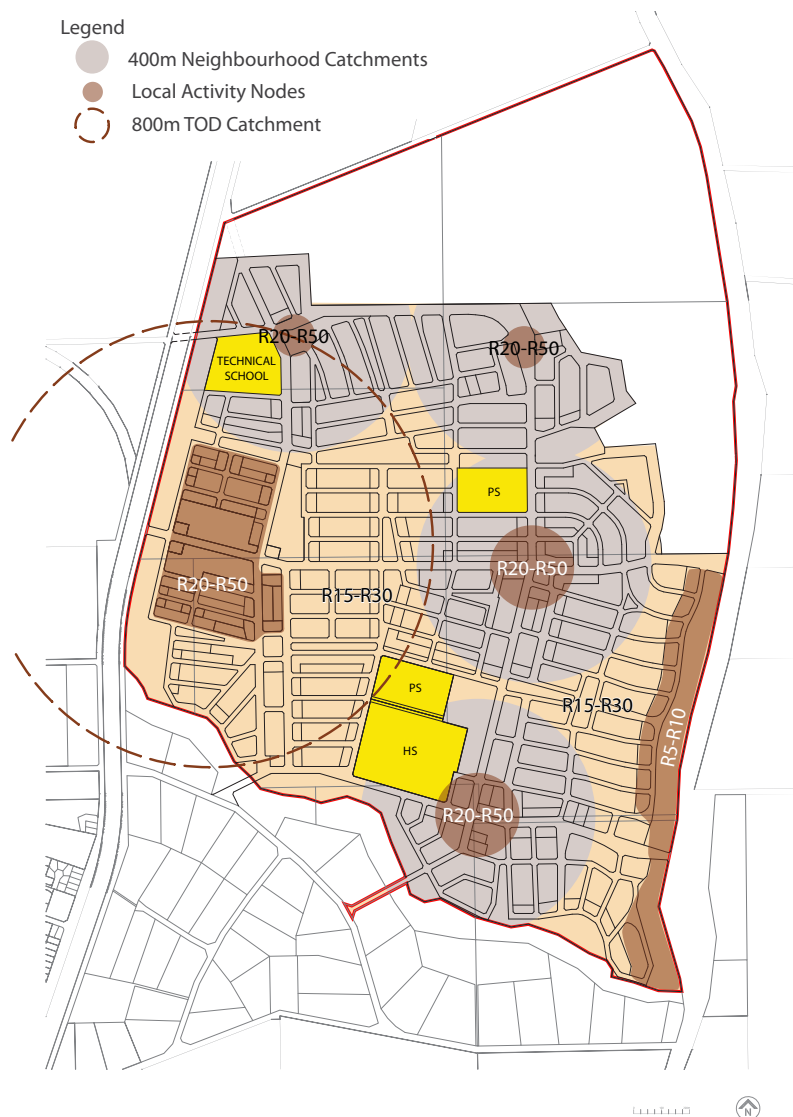 Legend
400m Neighbourhood Catchments
Local Activity Nodes
800m TOD Catchment
R20-R50
R20-R50
TECHNICAL
SCHOOL
PS
R20-R50
R20-R50
R15-R30
PS
R15-R30
R5-R10
HS
R20-R50
N